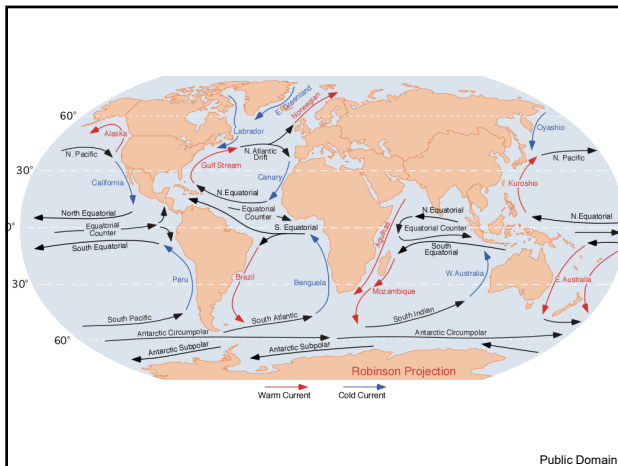 E. Greenland
Norwegian
60°
Alaska
Labrador
Oyashio
N. Pacific
N. Atlantic
Drift
N. Pacific
Gulf Stream
30°
California
Canary
Kuroshio
N. Equatorial
North Equatorial
Equatorial
Counter
N. Equatorial
N. Equatorial
0°
Equatorial
Counter
S. Equatorial
Equatorial Counter
South Equatorial
South
Equatorial
Agulhas
Peru
Brazil
Benguela
W. Australia
E. Australia
30°
Mozambique
South Pacific
South Atlantic
South Indian
Antarctic Circumpolar
Antarctic Circumpolar
60°
Antarctic Subpolar
Antarctic Subpolar
Robinson Projection
Warm Current
Cold Current
Public Domain